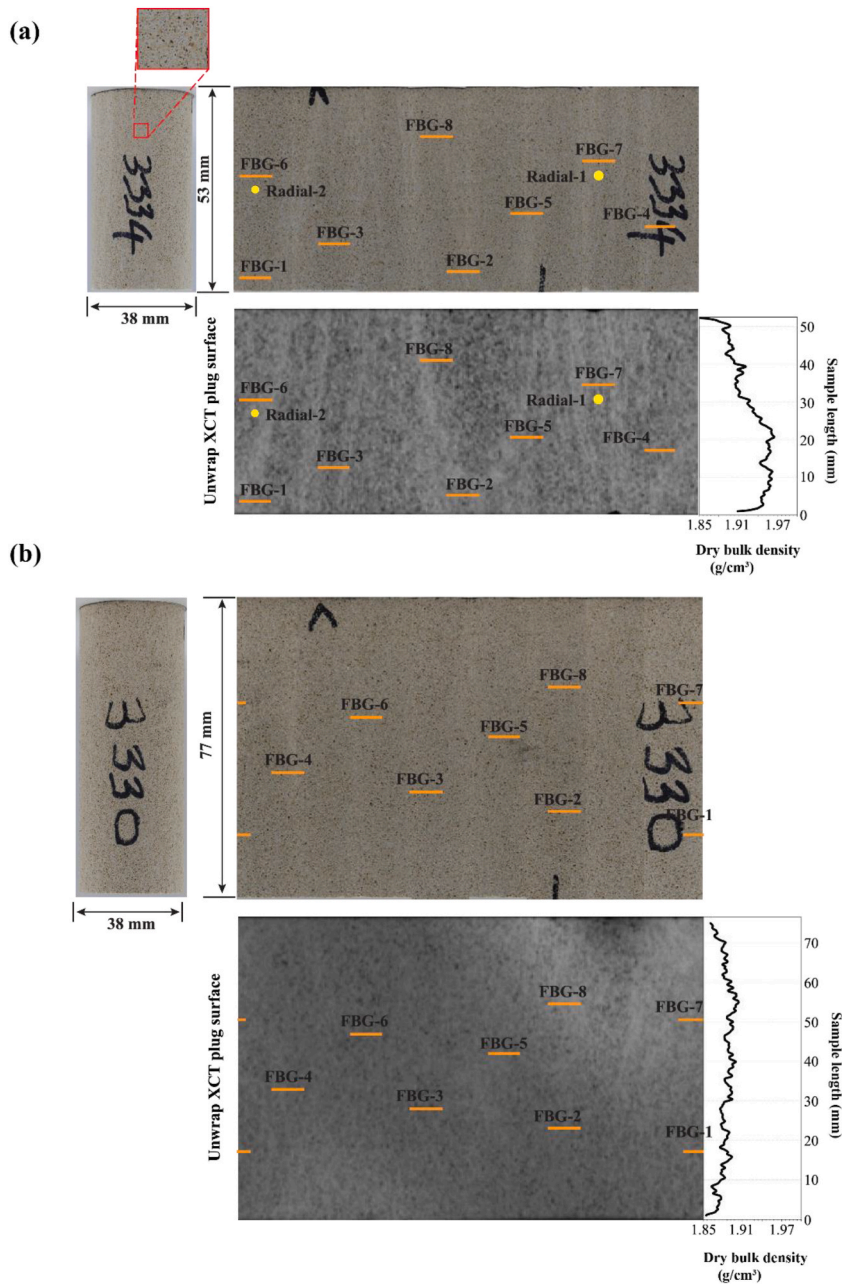 (a)
3334
53 mm
38 mm
FBG-8
FBG-6
FBG-7
Radial-2
Radial-1
3334
FBG-5
FBG-4
FBG-3
FBG-1
FBG-2
Unwrap XCT plug surface
FBG-8
FBG-6
FBG-7
Radial-2
Radial-1
FBG-5
FBG-4
FBG-3
FBG-1
FBG-2
50
40
30
20
10
0
Sample length (mm)
1.85 1.91 1.97
Dry bulk density
(g/cm³)
(b)
3330
77 mm
38 mm
FBG-8
FBG-7
FBG-6
3330
FBG-5
FBG-4
FBG-3
FBG-2
FBG-1
Unwrap XCT plug surface
FBG-8
FBG-7
FBG-6
FBG-5
FBG-4
FBG-3
FBG-2
FBG-1
70
60
50
40
30
20
10
0
Sample length (mm)
1.85 1.91 1.97
Dry bulk density
(g/cm³)